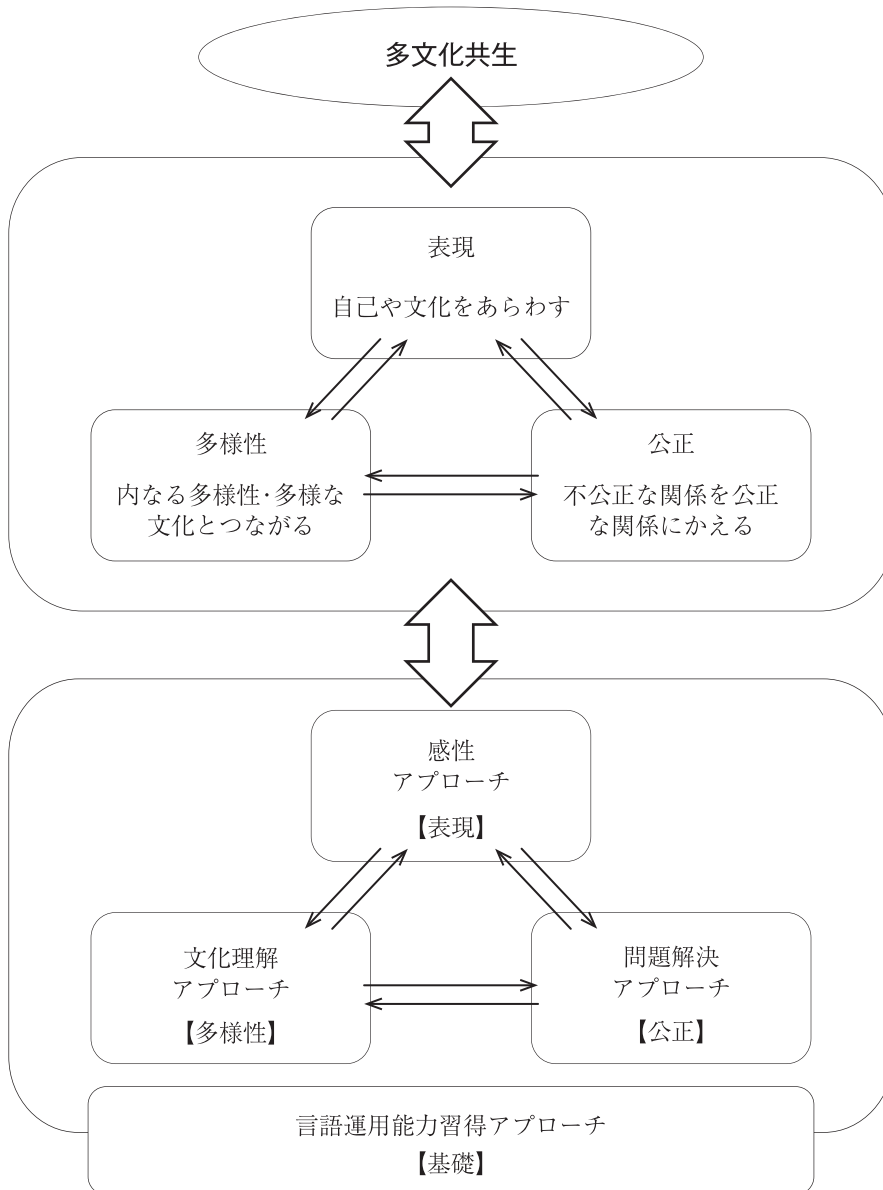 多文化共生
表現
自己や文化をあらわす
多様性
内なる多様性・多様な
文化とつながる
公正
不公正な関係を公正
な関係にかえる
感性
アプローチ
【表現】
文化理解
アプローチ
【多様性】
問題解決
アプローチ
【公正】
言語運用能力習得アプローチ
【基礎】